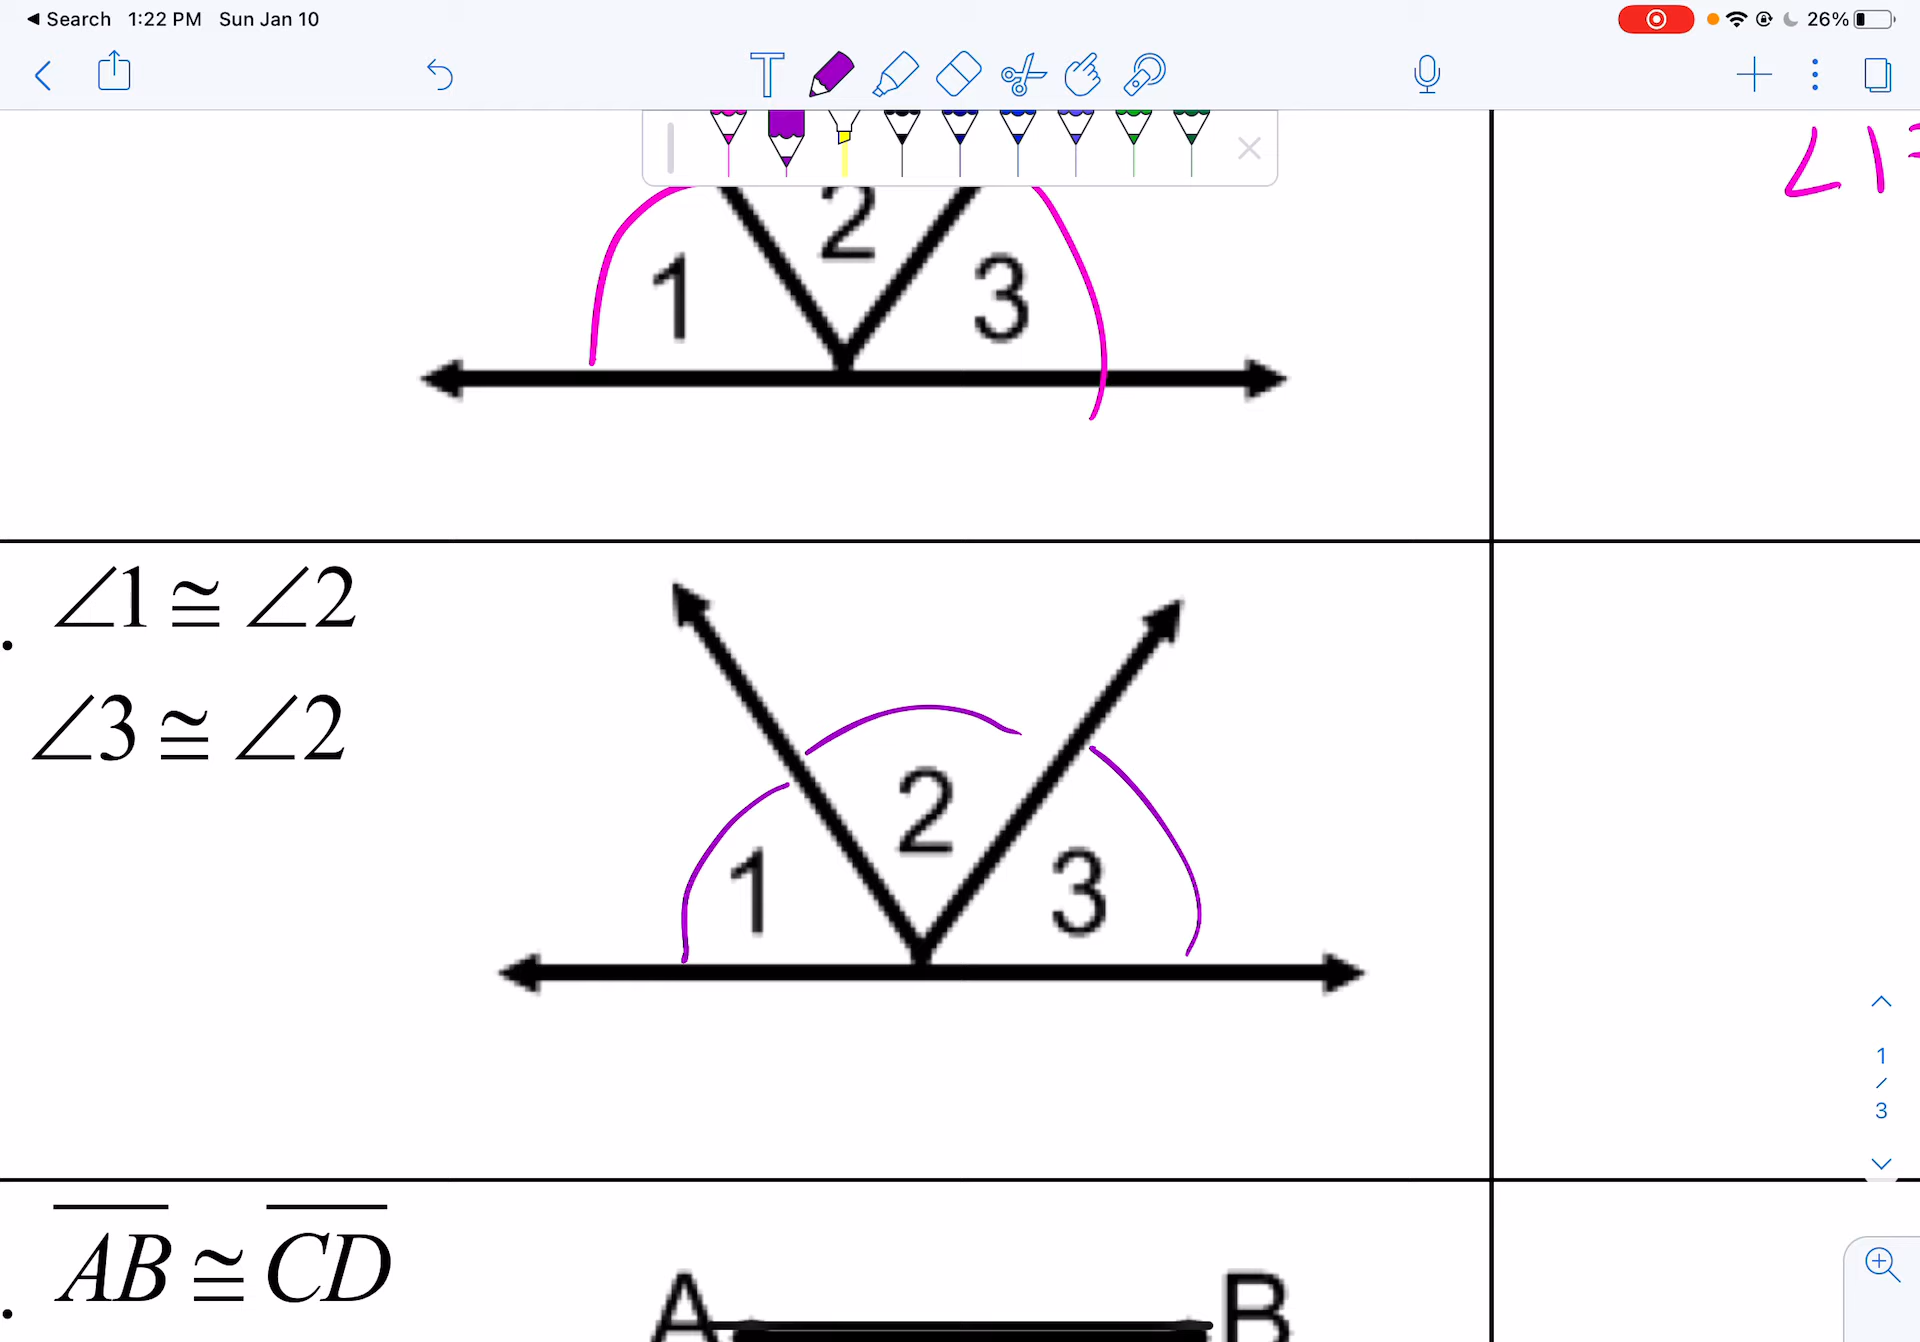 Search 1:22 PM Sun Jan 10 26%
T
∠1
2
1 3
∠1 ≅ ∠2
∠3 ≅ ∠2
2
1 3
1
/
3
AB ≅ CD
A B